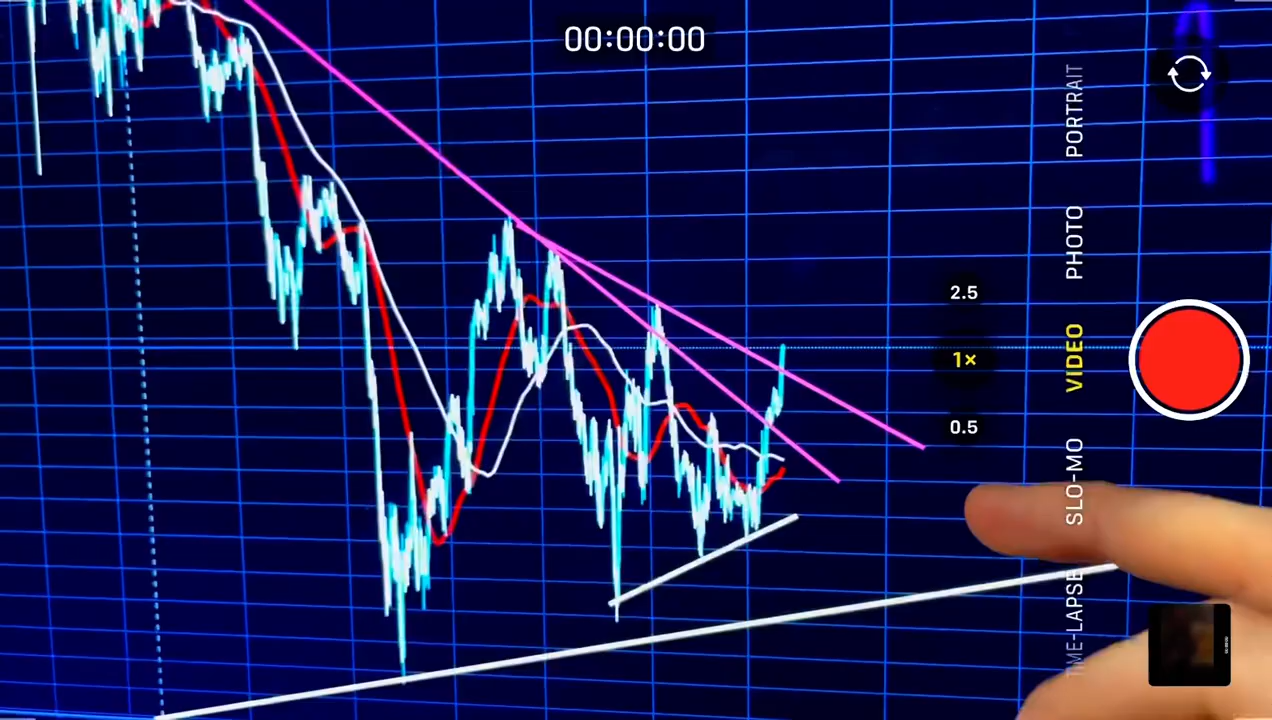 00:00:00
PORTRAIT
PHOTO
VIDEO
SLO-MO
TIME-LAPSE
2.5
1×
0.5